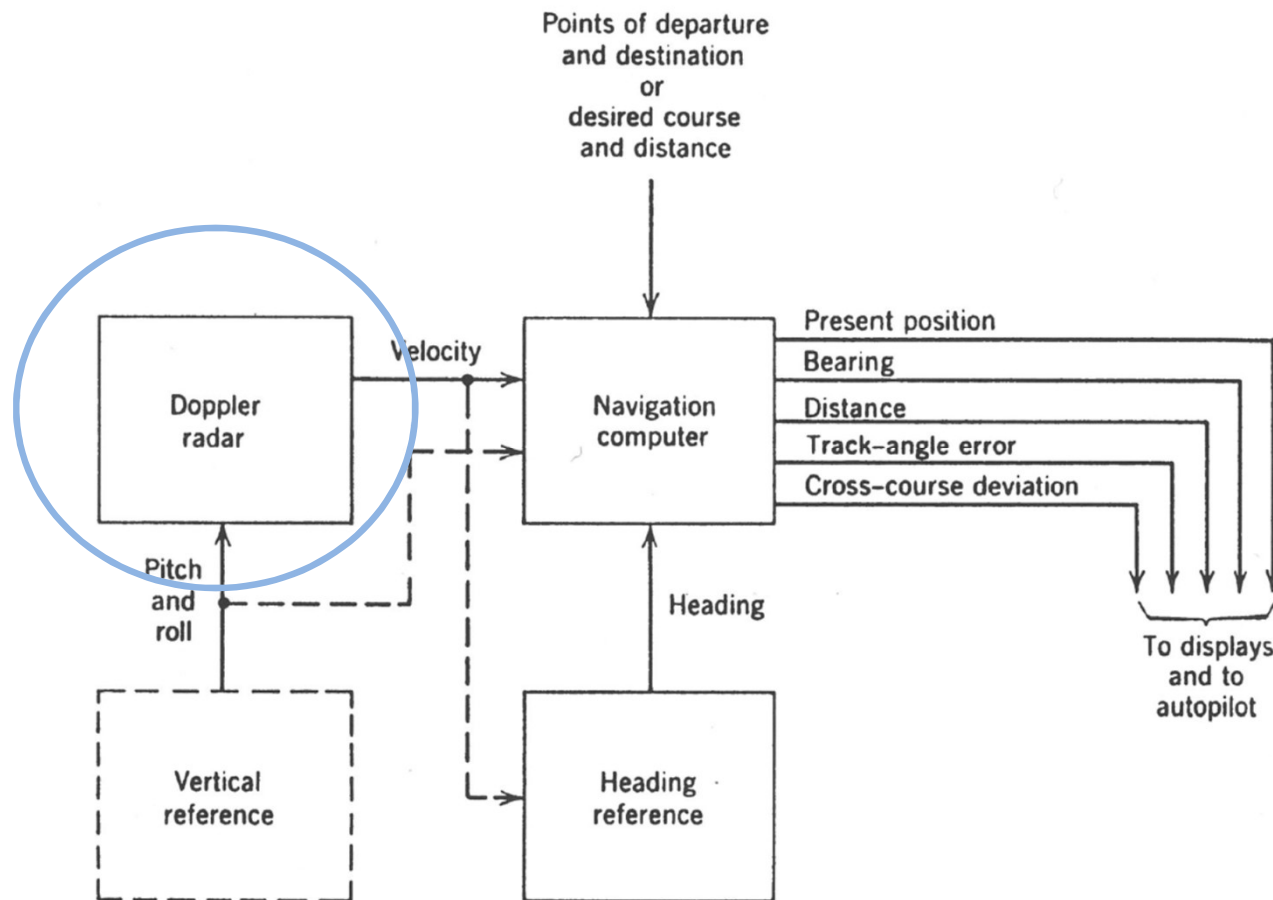 Points of departure
and destination
or
desired course
and distance
Velocity
Doppler
radar
Navigation
computer
Present position
Bearing
Distance
Track-angle error
Cross-course deviation
Pitch
and
roll
Heading
To displays
and to
autopilot
Vertical
reference
Heading
reference